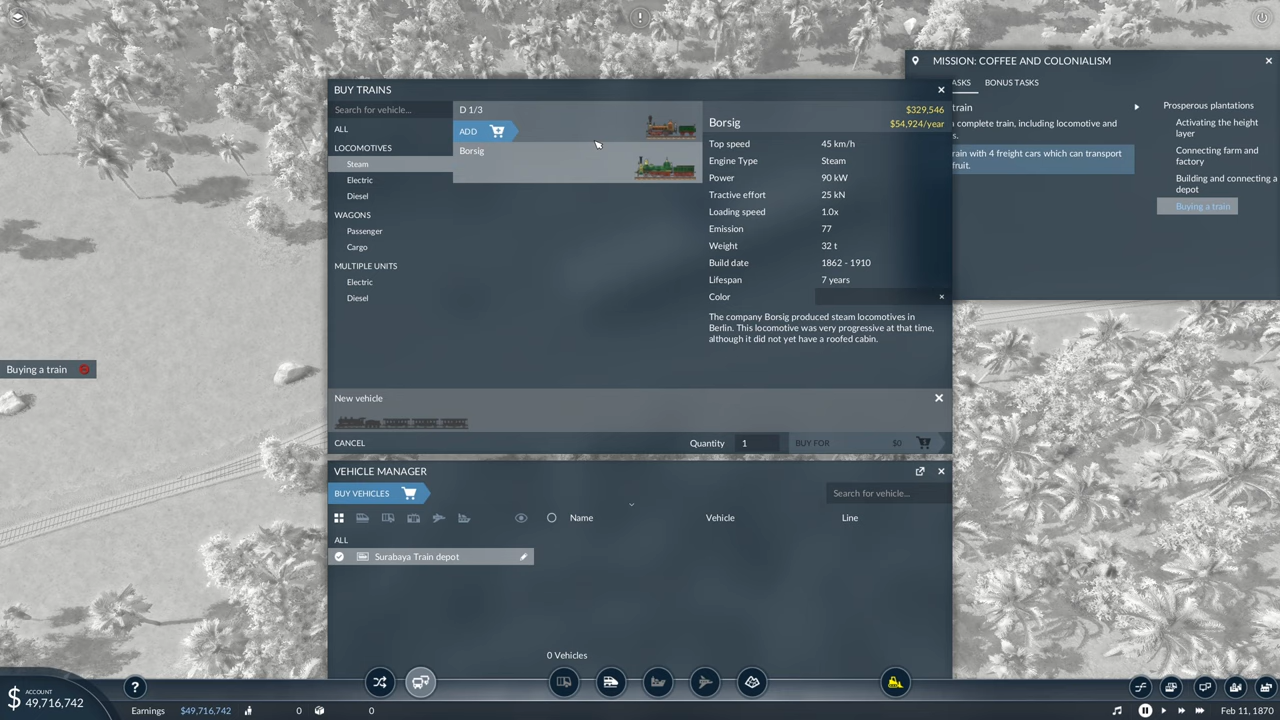 MISSION: COFFEE AND COLONIALISM
ASKS
BONUS TASKS
train
complete train, including locomotive and
s.
rain with 4 freight cars which can transport
fruit.
Prosperous plantations
Activating the height
layer
Connecting farm and
factory
Building and connecting a
depot
Buying a train
BUY TRAINS
Search for vehicle...
ALL
LOCOMOTIVES
Steam
Electric
Diesel
WAGONS
Passenger
Cargo
MULTIPLE UNITS
Electric
Diesel
D 1/3
ADD
Borsig
$329,546
Borsig
$54,924/year
Top speed 45 km/h
Engine Type Steam
Power 90 kW
Tractive effort 25 kN
Loading speed 1.0x
Emission 77
Weight 32 t
Build date 1862 - 1910
Lifespan 7 years
Color
The company Borsig produced steam locomotives in
Berlin. This locomotive was very progressive at that time,
although it did not yet have a roofed cabin.
Buying a train
New vehicle
CANCEL
Quantity 1
BUY FOR $0
VEHICLE MANAGER
BUY VEHICLES
Search for vehicle...
Name Vehicle Line
ALL
Surabaya Train depot
0 Vehicles
ACCOUNT
$ 49,716,742
Earnings $49,716,742 0 0
Feb 11, 1870